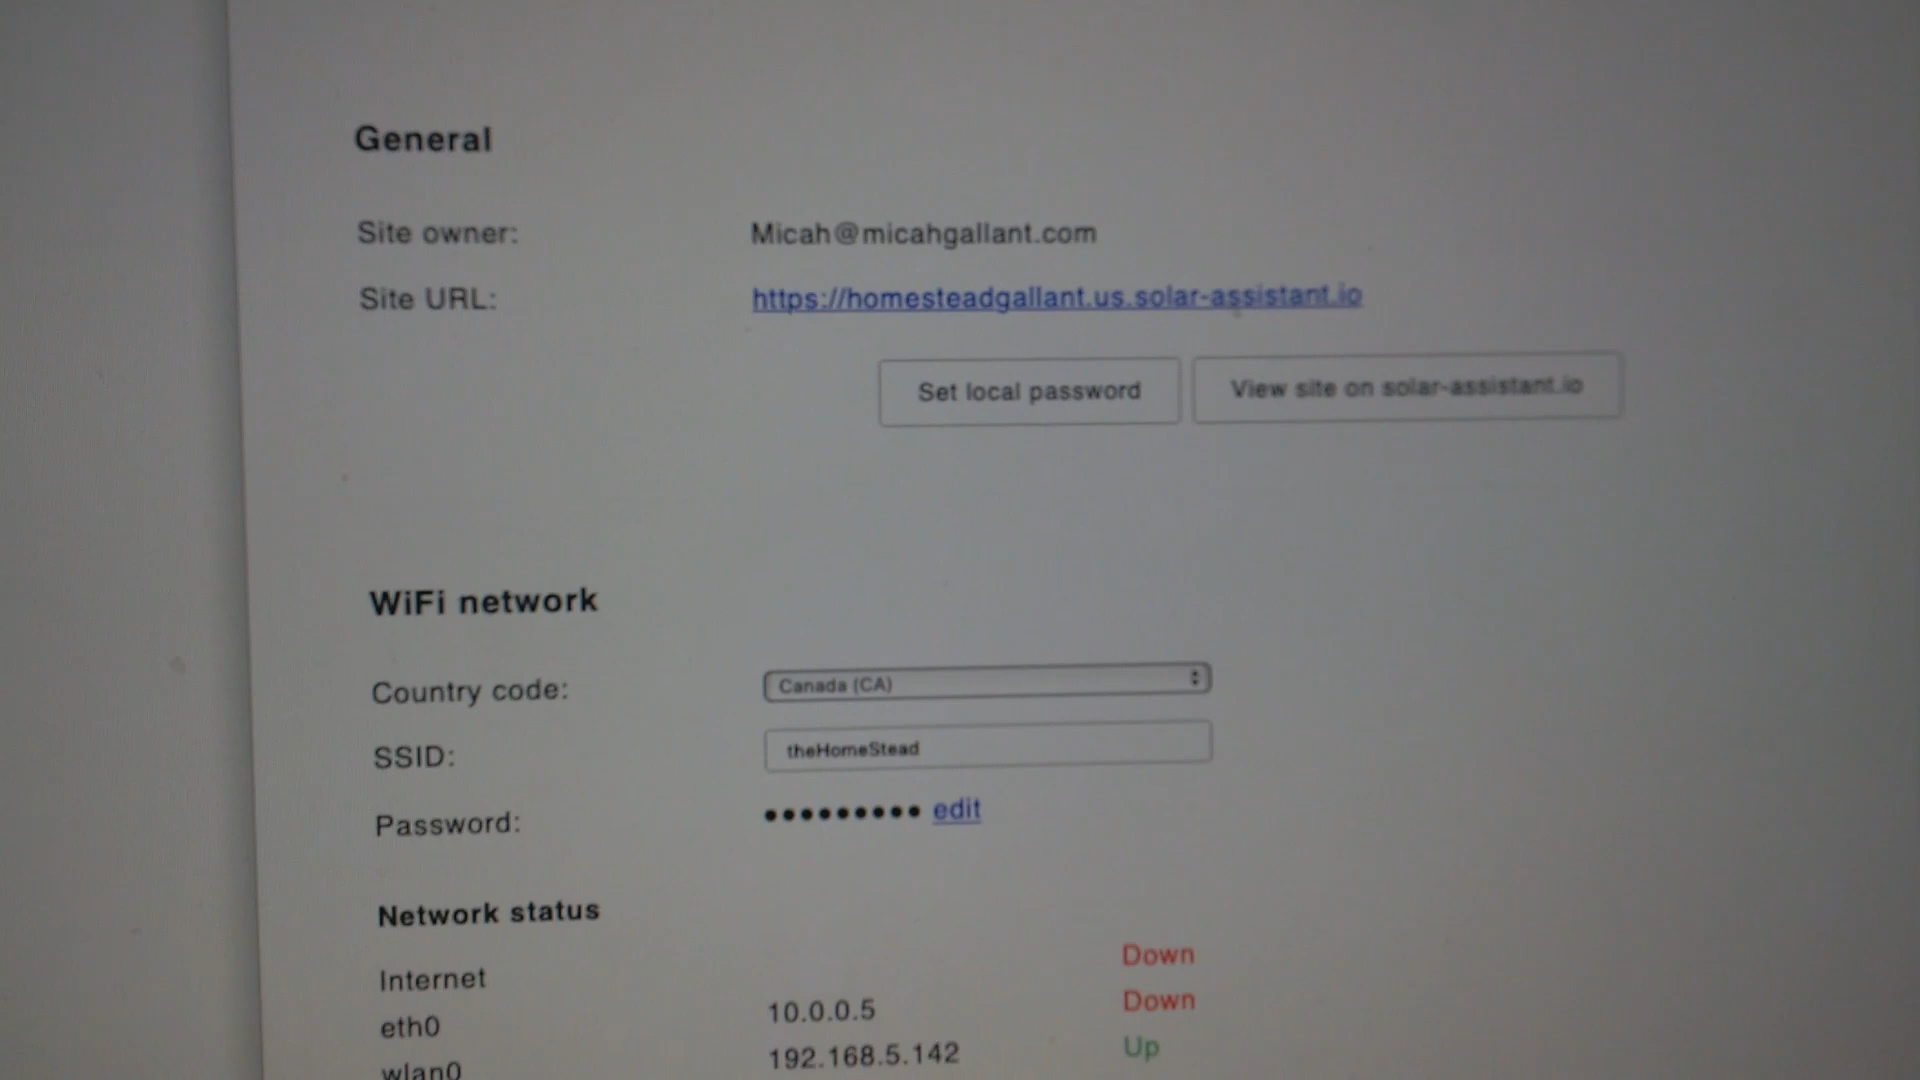 General
Site owner: Micah@micahgallant.com
Site URL: https://homesteadgallant.us.solar-assistant.io
Set local password View site on solar-assistant.io
WiFi network
Country code: Canada (CA)
SSID: theHomeStead
Password: ••••••••• edit
Network status
Internet Down
eth0 10.0.0.5 Down
wlan0 192.168.5.142 Up